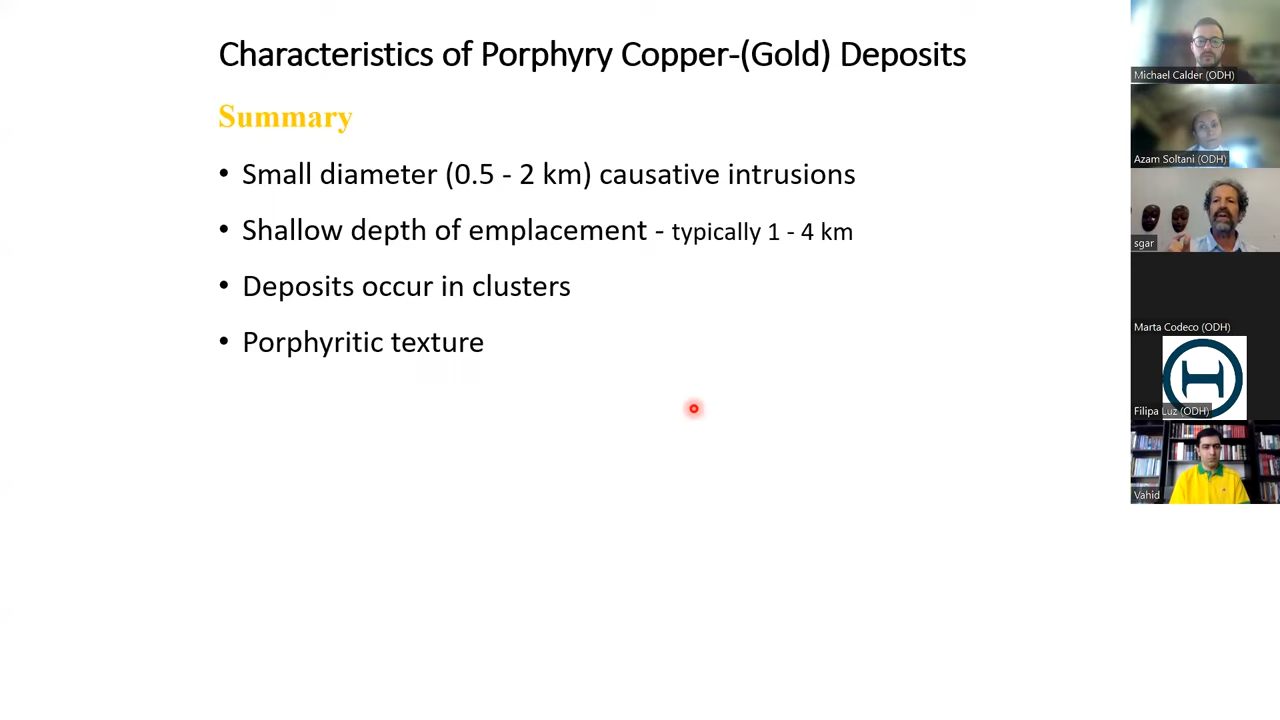 Characteristics of Porphyry Copper-(Gold) Deposits
Summary
• Small diameter (0.5 - 2 km) causative intrusions
• Shallow depth of emplacement - typically 1 - 4 km
• Deposits occur in clusters
• Porphyritic texture
Michael Calder (ODH)
Azam Soltani (ODH)
sgar
Marta Codeco (ODH)
Filipa Luz (ODH)
Vahid